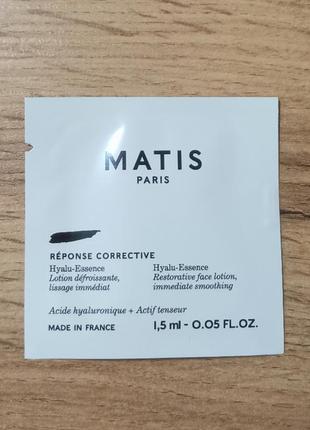 MATIS
PARIS
RÉPONSE CORRECTIVE
Hyalu-Essence
Lotion défroissante,
lissage immédiat
Hyalu-Essence
Restorative face lotion,
immediate smoothing
Acide hyaluronique + Actif tenseur
MADE IN FRANCE
1,5 ml - 0.05 FL.OZ.